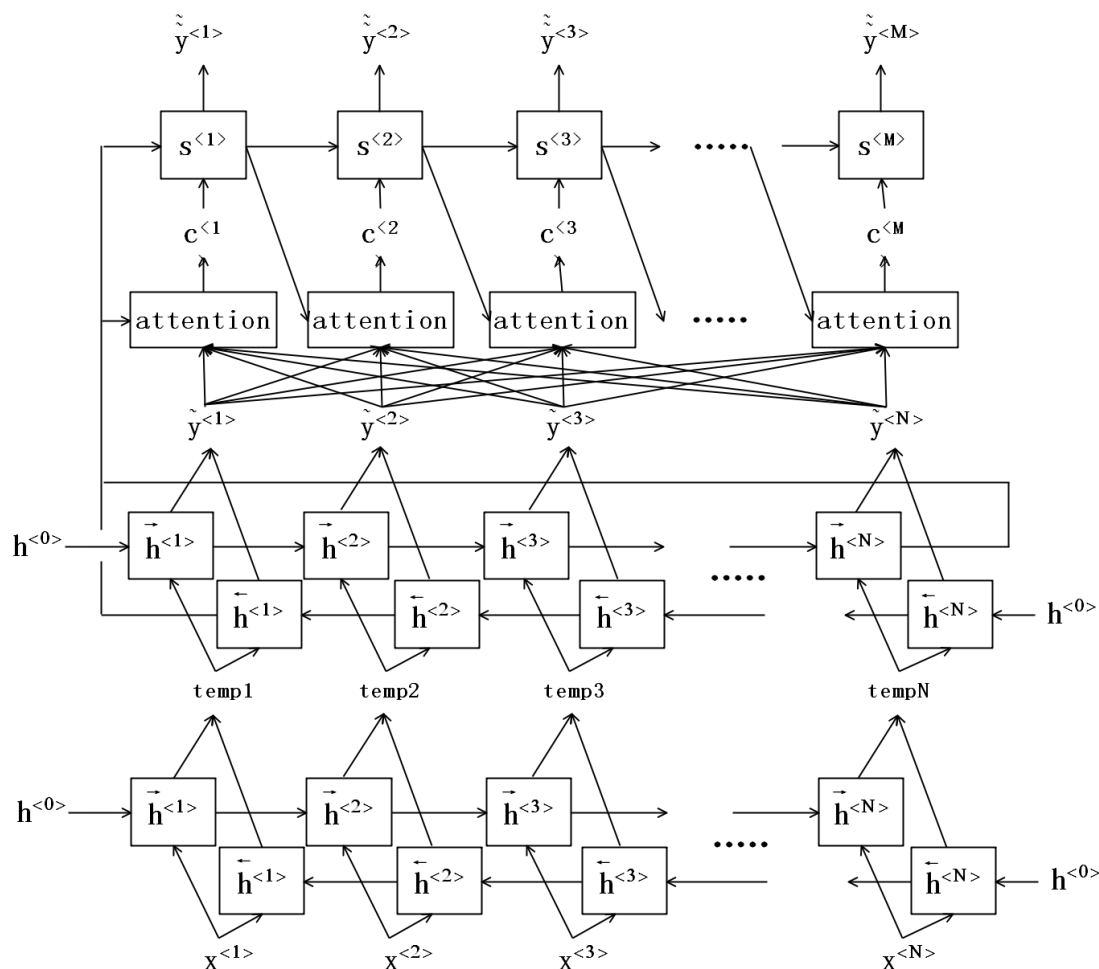 ỹ̃<1> ỹ̃<2> ỹ̃<3> ỹ̃<M>
s<1> s<2> s<3> ····· s<M>
c<1 c<2 c<3 c<M
attention attention attention ····· attention
ỹ<1> ỹ<2> ỹ<3> ỹ<N>
h<0> →h<1> →h<2> →h<3> →h<N>
·····
←h<1> ←h<2> ←h<3> ←h<N> h<0>
temp1 temp2 temp3 tempN
h<0> →h<1> →h<2> →h<3> →h<N>
·····
←h<1> ←h<2> ←h<3> ←h<N> h<0>
x<1> x<2> x<3> x<N>